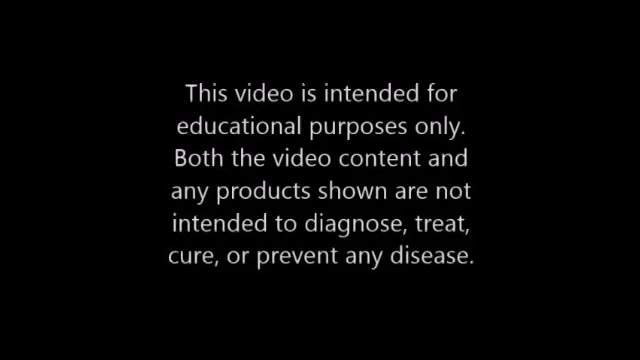 This video is intended for
educational purposes only.
Both the video content and
any products shown are not
intended to diagnose, treat,
cure, or prevent any disease.